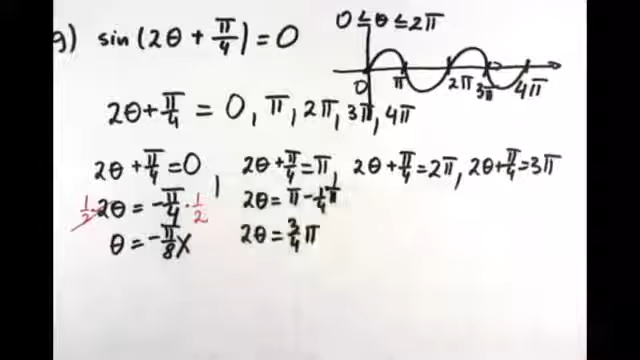 g) sin(2θ + π/4) = 0
0 ≤ θ ≤ 2π
0 π 2π 3π 4π
2θ + π/4 = 0, π, 2π, 3π, 4π
2θ + π/4 = 0, 2θ + π/4 = π, 2θ + π/4 = 2π, 2θ + π/4 = 3π
1/2 · 2θ = -π/4 · 1/2 2θ = π - 1/4 π
θ = -π/8 X 2θ = 3/4 π